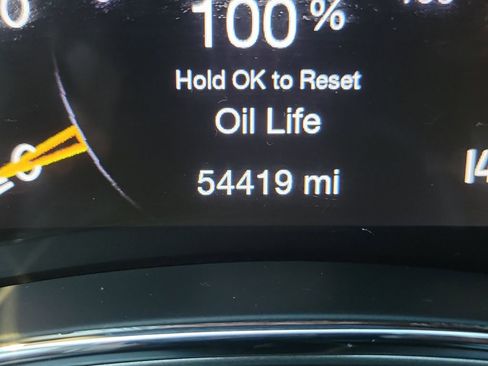 100%
Hold OK to Reset
Oil Life
54419 mi